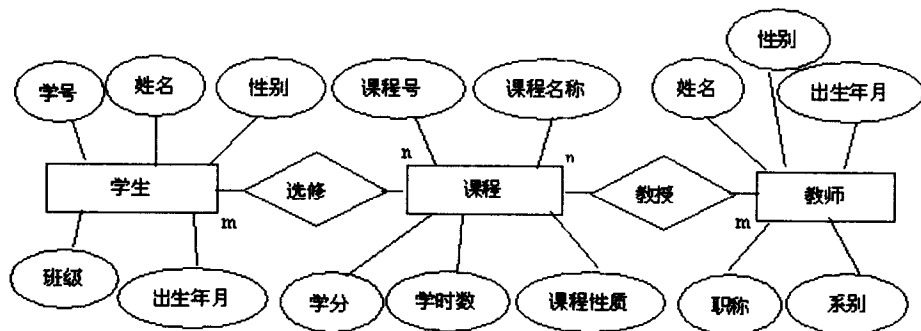 性别
学号
姓名
性别
课程号
课程名称
姓名
出生年月
n
n
学生
选修
课程
教授
教师
m
m
班级
出生年月
学分
学时数
课程性质
职称
系别